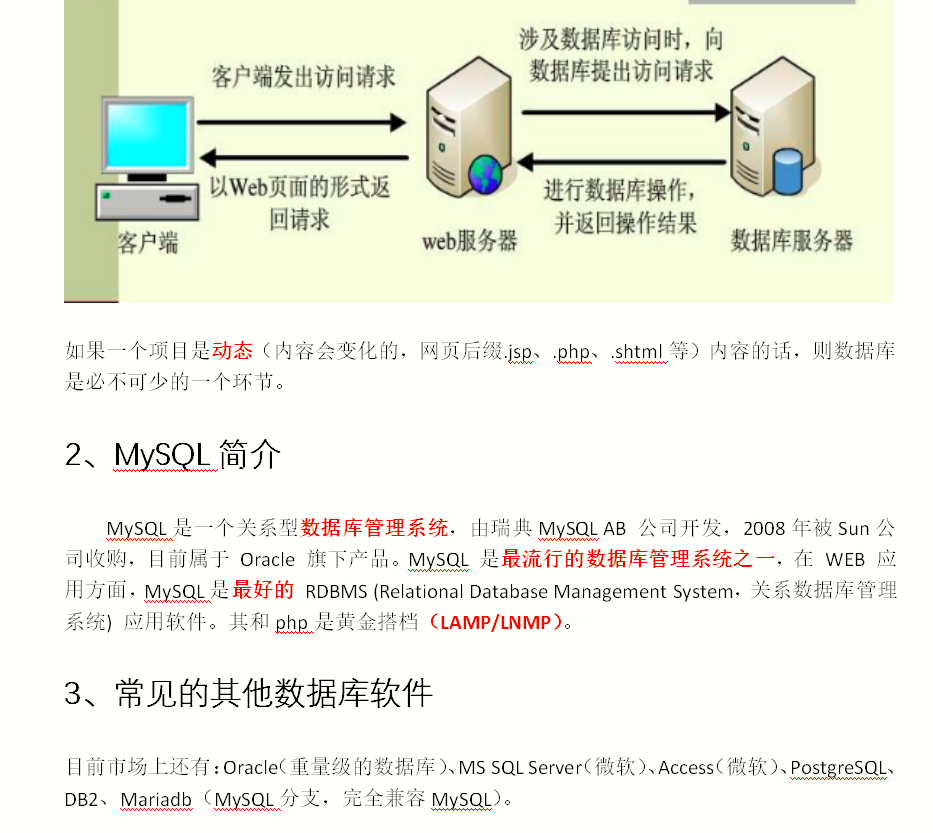 客户端发出访问请求
涉及数据库访问时，向
数据库提出访问请求
以Web页面的形式返
回请求
进行数据库操作，
并返回操作结果
客户端
web服务器
数据库服务器
如果一个项目是动态（内容会变化的，网页后缀.jsp、.php、.shtml 等）内容的话，则数据库
是必不可少的一个环节。
2、MySQL 简介
MySQL 是一个关系型数据库管理系统，由瑞典 MySQL AB 公司开发，2008 年被 Sun 公
司收购，目前属于 Oracle 旗下产品。MySQL 是最流行的数据库管理系统之一，在 WEB 应
用方面，MySQL 是最好的 RDBMS (Relational Database Management System，关系数据库管理
系统) 应用软件。其和 php 是黄金搭档（LAMP/LNMP）。
3、常见的其他数据库软件
目前市场上还有：Oracle（重量级的数据库）、MS SQL Server（微软）、Access（微软）、PostgreSQL、
DB2、Mariadb（MySQL 分支，完全兼容 MySQL）。